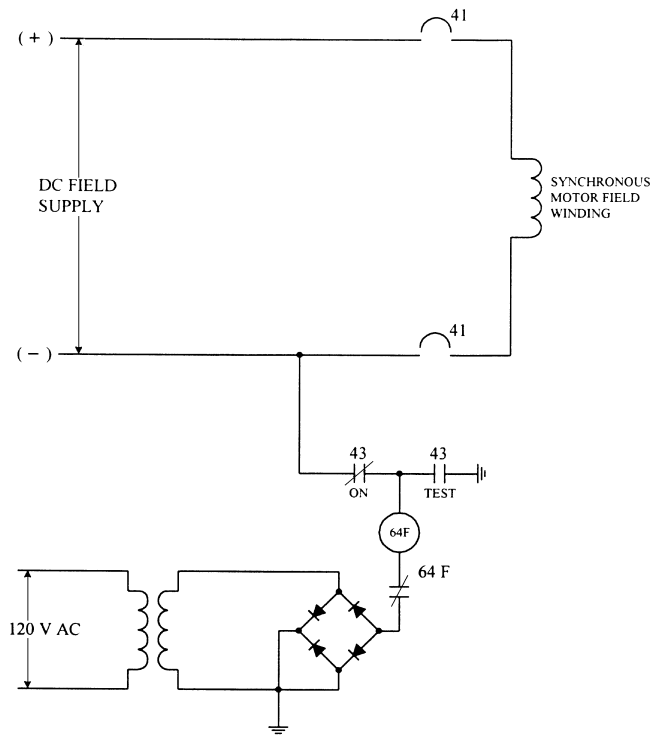 41
( + )
DC FIELD
SUPPLY
SYNCHRONOUS
MOTOR FIELD
WINDING
41
( − )
43
43
ON
TEST
64F
64 F
120 V AC